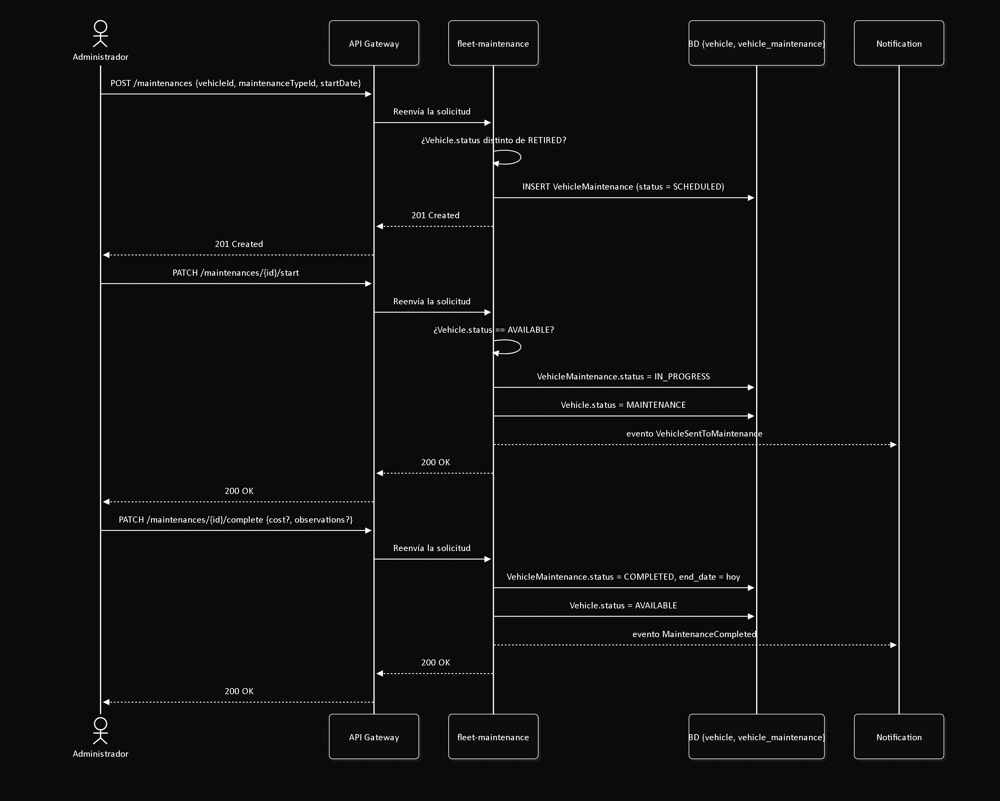 Administrador
API Gateway
fleet-maintenance
BD (vehicle, vehicle_maintenance)
Notification
POST /maintenances {vehicleId, maintenanceTypeId, startDate}
Reenvía la solicitud
¿Vehicle.status distinto de RETIRED?
INSERT VehicleMaintenance (status = SCHEDULED)
201 Created
201 Created
PATCH /maintenances/{id}/start
Reenvía la solicitud
¿Vehicle.status == AVAILABLE?
VehicleMaintenance.status = IN_PROGRESS
Vehicle.status = MAINTENANCE
evento VehicleSentToMaintenance
200 OK
200 OK
PATCH /maintenances/{id}/complete {cost?, observations?}
Reenvía la solicitud
VehicleMaintenance.status = COMPLETED, end_date = hoy
Vehicle.status = AVAILABLE
evento MaintenanceCompleted
200 OK
200 OK
Administrador
API Gateway
fleet-maintenance
BD (vehicle, vehicle_maintenance)
Notification